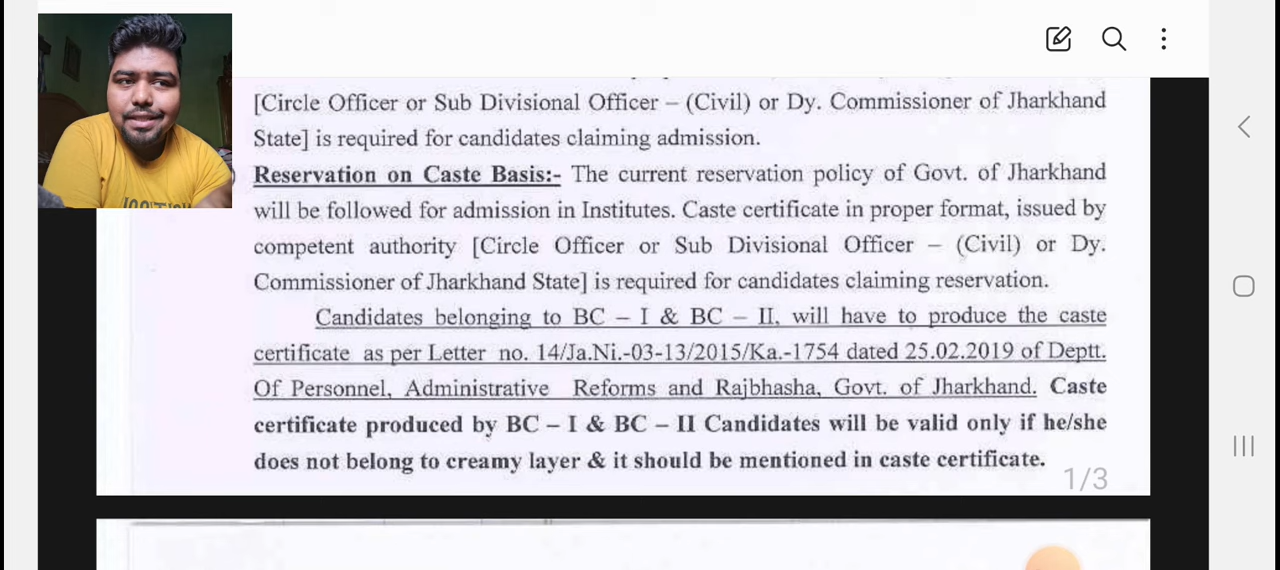 [Circle Officer or Sub Divisional Officer – (Civil) or Dy. Commissioner of Jharkhand
State] is required for candidates claiming admission.
Reservation on Caste Basis:- The current reservation policy of Govt. of Jharkhand
will be followed for admission in Institutes. Caste certificate in proper format, issued by
competent authority [Circle Officer or Sub Divisional Officer – (Civil) or Dy.
Commissioner of Jharkhand State] is required for candidates claiming reservation.
Candidates belonging to BC – I & BC – II, will have to produce the caste
certificate as per Letter no. 14/Ja.Ni.-03-13/2015/Ka.-1754 dated 25.02.2019 of Deptt.
Of Personnel, Administrative Reforms and Rajbhasha, Govt. of Jharkhand. Caste
certificate produced by BC – I & BC – II Candidates will be valid only if he/she
does not belong to creamy layer & it should be mentioned in caste certificate.
1/3